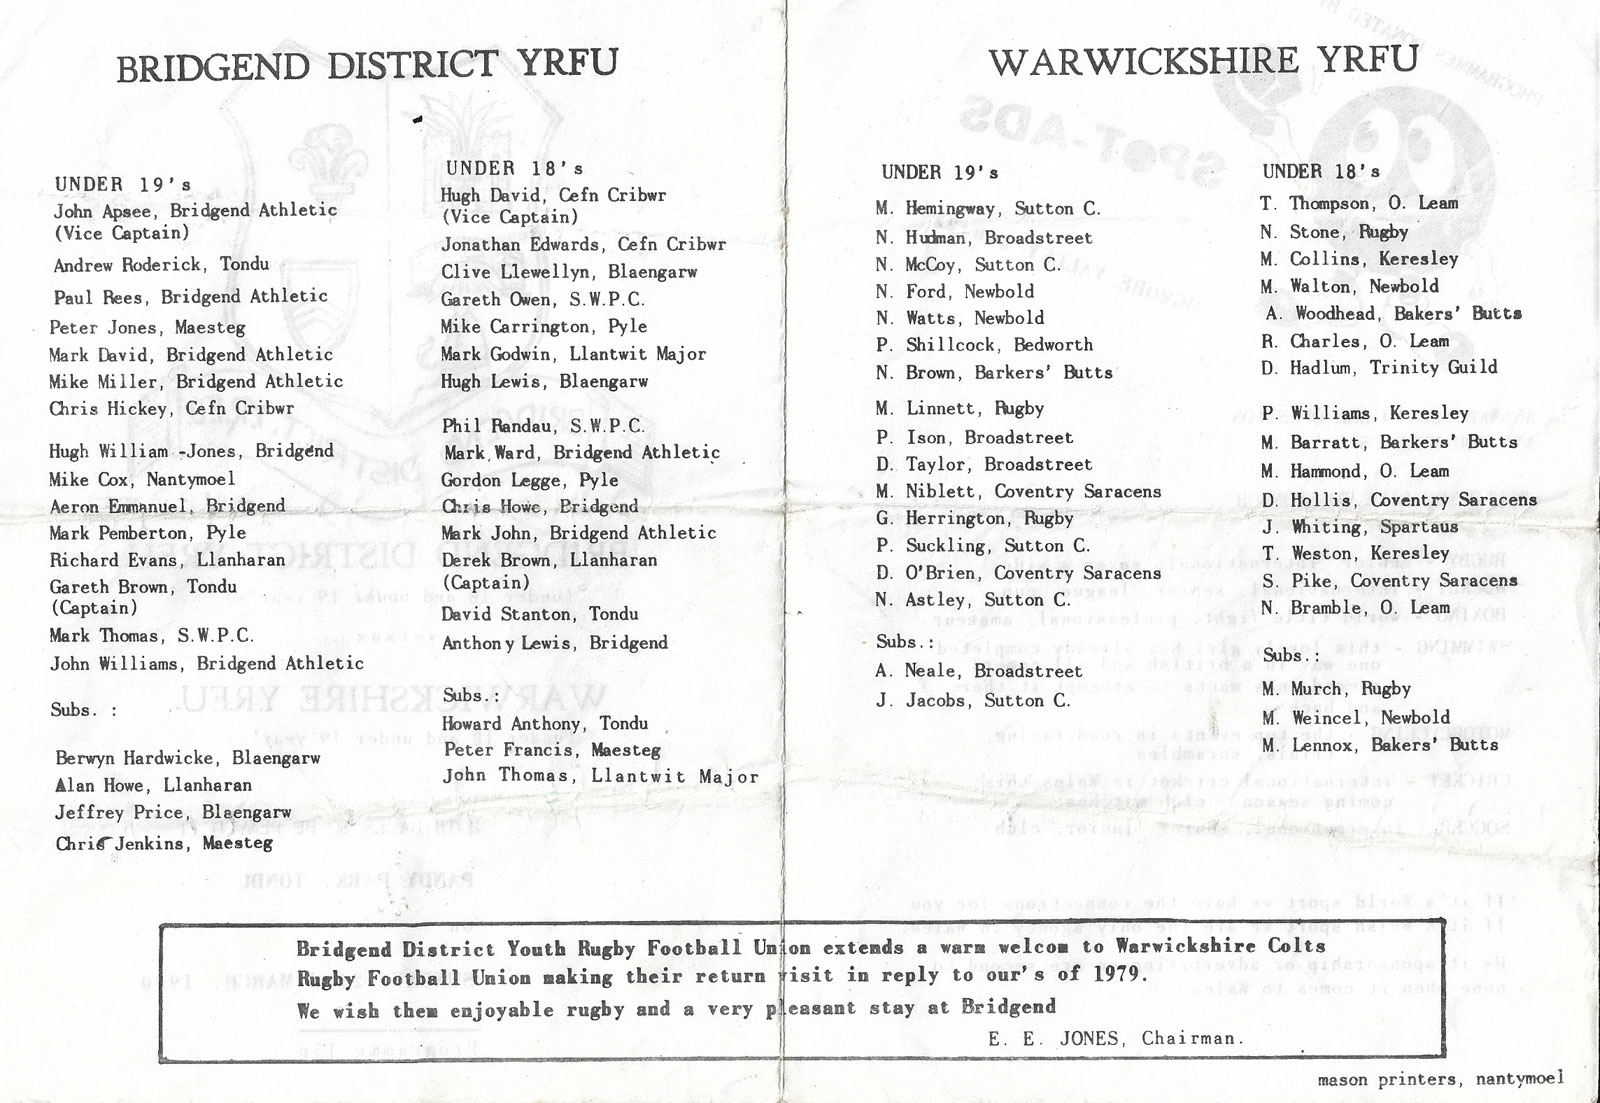 BRIDGEND DISTRICT YRFU
UNDER 19's
John Apsee, Bridgend Athletic
(Vice Captain)
Andrew Roderick, Tondu
Paul Rees, Bridgend Athletic
Peter Jones, Maesteg
Mark David, Bridgend Athletic
Mike Miller, Bridgend Athletic
Chris Hickey, Cefn Cribwr
Hugh William -Jones, Bridgend
Mike Cox, Nantymoel
Aeron Emmanuel, Bridgend
Mark Pemberton, Pyle
Richard Evans, Llanharan
Gareth Brown, Tondu
(Captain)
Mark Thomas, S.W.P.C.
John Williams, Bridgend Athletic
Subs. :
Berwyn Hardwicke, Blaengarw
Alan Howe, Llanharan
Jeffrey Price, Blaengarw
Chris Jenkins, Maesteg
UNDER 18's
Hugh David, Cefn Cribwr
(Vice Captain)
Jonathan Edwards, Cefn Cribwr
Clive Llewellyn, Blaengarw
Gareth Owen, S.W.P.C.
Mike Carrington, Pyle
Mark Godwin, Llantwit Major
Hugh Lewis, Blaengarw
Phil Randau, S.W.P.C.
Mark Ward, Bridgend Athletic
Gordon Legge, Pyle
Chris Howe, Bridgend
Mark John, Bridgend Athletic
Derek Brown, Llanharan
(Captain)
David Stanton, Tondu
Anthony Lewis, Bridgend
Subs.:
Howard Anthony, Tondu
Peter Francis, Maesteg
John Thomas, Llantwit Major
WARWICKSHIRE YRFU
UNDER 19's
M. Hemingway, Sutton C.
N. Hudman, Broadstreet
N. McCoy, Sutton C.
N. Ford, Newbold
N. Watts, Newbold
P. Shillcock, Bedworth
N. Brown, Barkers' Butts
M. Linnett, Rugby
P. Ison, Broadstreet
D. Taylor, Broadstreet
M. Niblett, Coventry Saracens
G. Herrington, Rugby
P. Suckling, Sutton C.
D. O'Brien, Coventry Saracens
N. Astley, Sutton C.
Subs.:
A. Neale, Broadstreet
J. Jacobs, Sutton C.
UNDER 18's
T. Thompson, O. Leam
N. Stone, Rugby
M. Collins, Keresley
M. Walton, Newbold
A. Woodhead, Bakers' Butts
R. Charles, O. Leam
D. Hadlum, Trinity Guild
P. Williams, Keresley
M. Barratt, Barkers' Butts
M. Hammond, O. Leam
D. Hollis, Coventry Saracens
J. Whiting, Spartaus
T. Weston, Keresley
S. Pike, Coventry Saracens
N. Bramble, O. Leam
Subs.:
M. Murch, Rugby
M. Weincel, Newbold
M. Lennox, Bakers' Butts
Bridgend District Youth Rugby Football Union extends a warm welcom to Warwickshire Colts
Rugby Football Union making their return visit in reply to our's of 1979.
We wish them enjoyable rugby and a very pleasant stay at Bridgend
E. E. JONES, Chairman.
mason printers, nantymoel